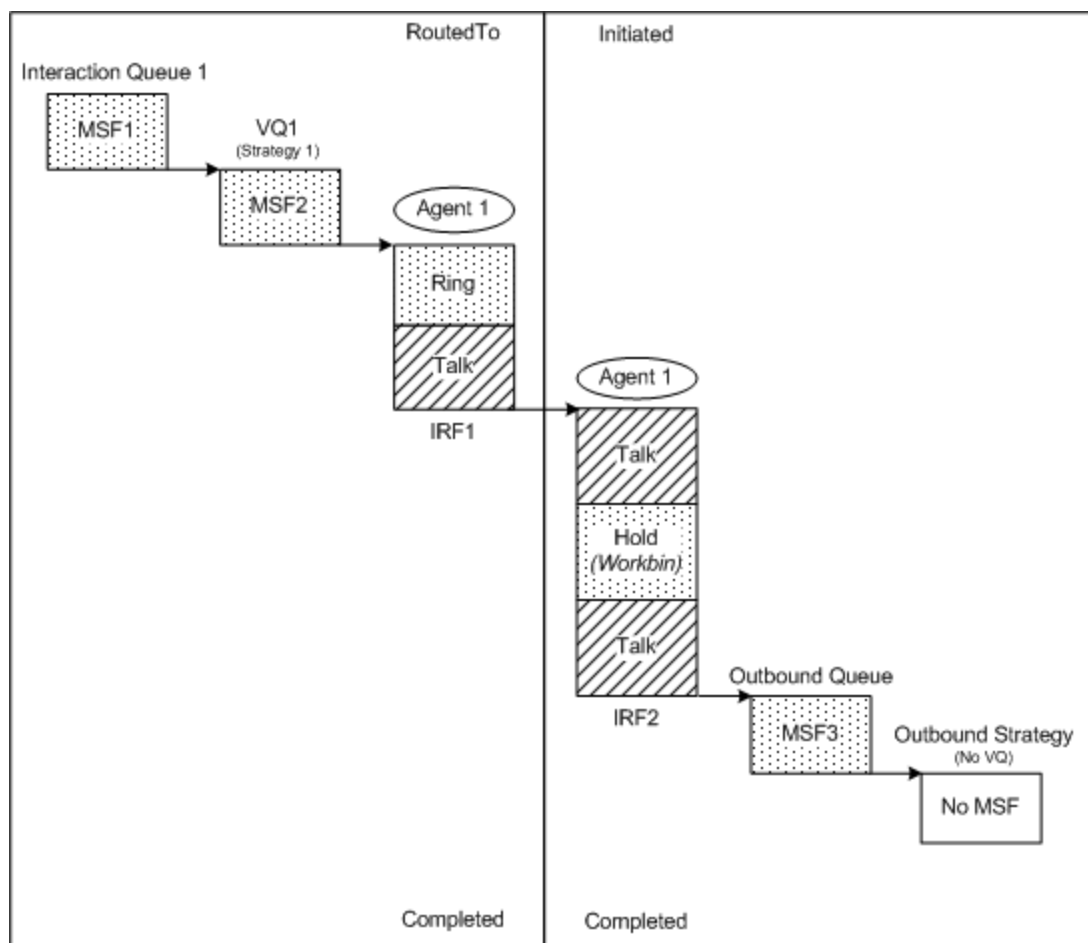 RoutedTo
Initiated
Interaction Queue 1
MSF1
VQ1
(Strategy 1)
MSF2
Agent 1
Ring
Talk
IRF1
Agent 1
Talk
Hold
(Workbin)
Talk
IRF2
Outbound Queue
MSF3
Outbound Strategy
(No VQ)
No MSF
Completed
Completed